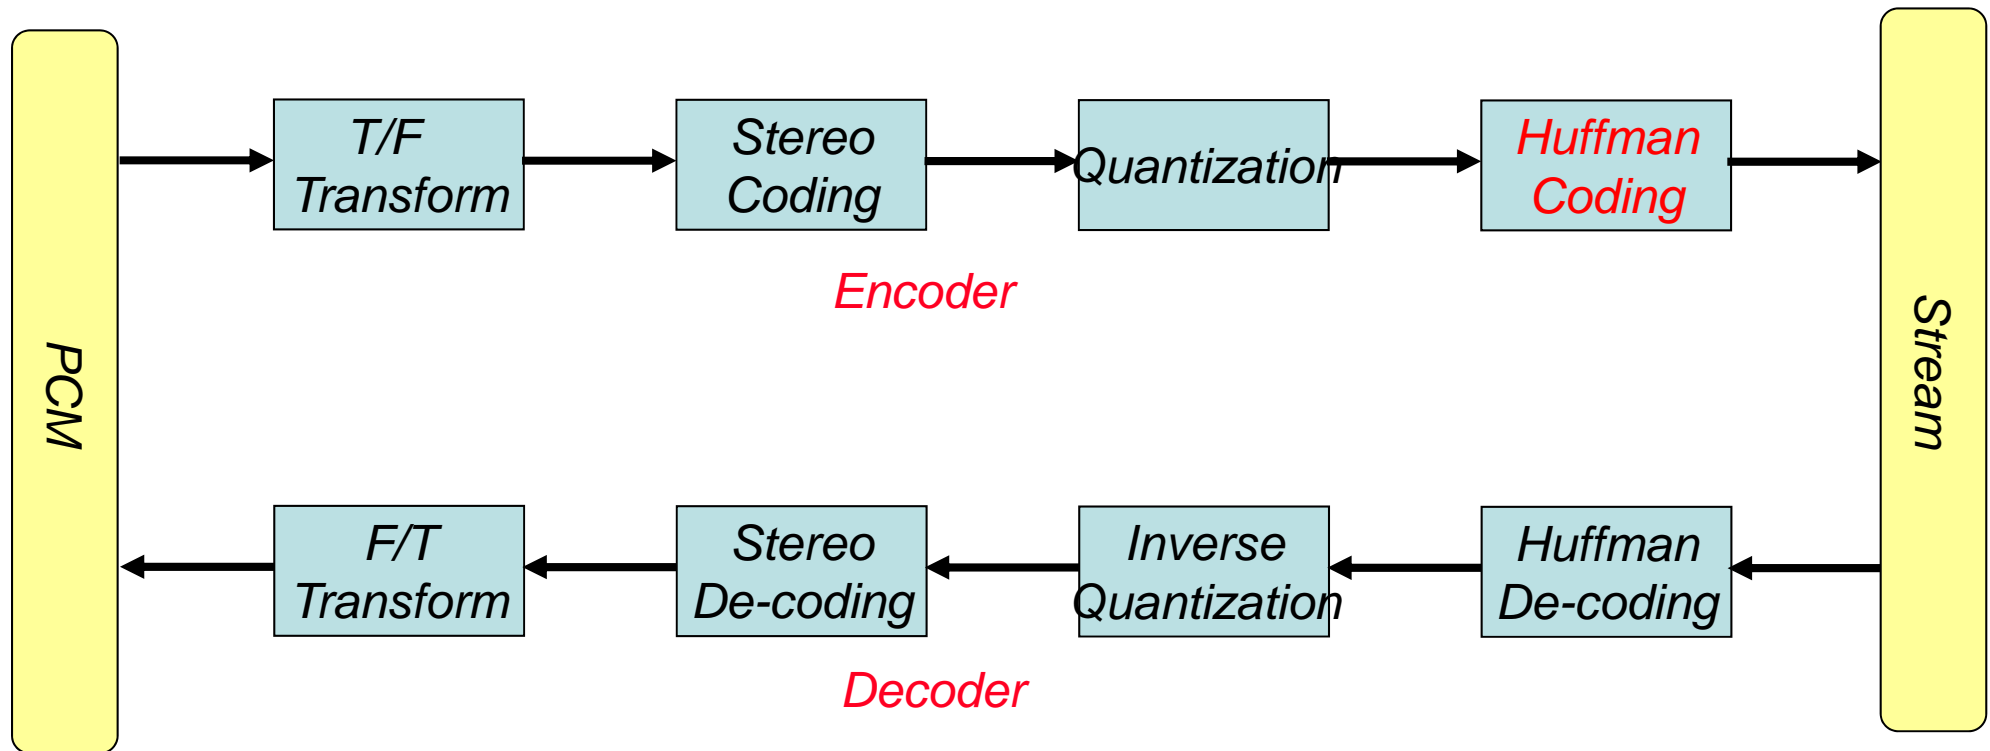 PCM
T/F
Transform
Stereo
Coding
Quantization
Huffman
Coding
Encoder
Stream
F/T
Transform
Stereo
De-coding
Inverse
Quantization
Huffman
De-coding
Decoder